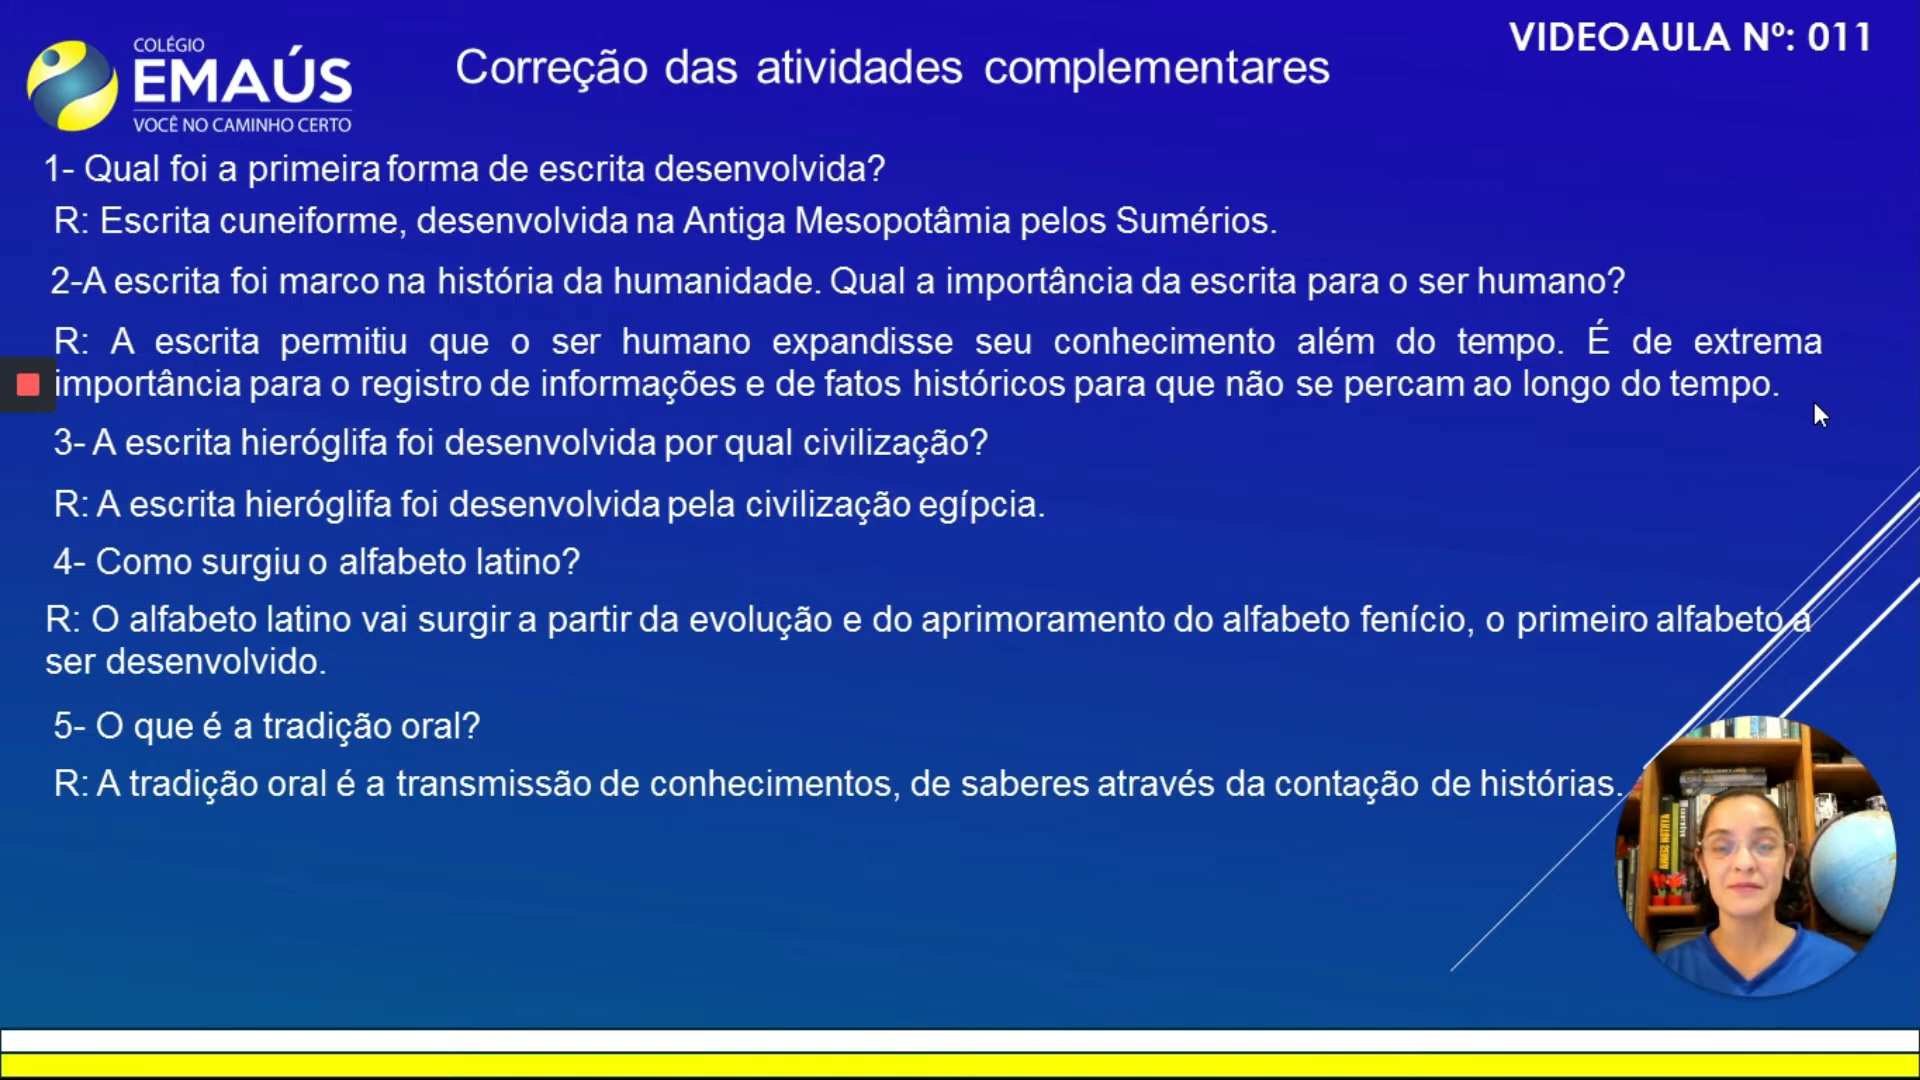 COLÉGIO
EMAÚS
VOCÊ NO CAMINHO CERTO
Correção das atividades complementares
VIDEOAULA Nº: 011
1- Qual foi a primeira forma de escrita desenvolvida?
R: Escrita cuneiforme, desenvolvida na Antiga Mesopotâmia pelos Sumérios.
2-A escrita foi marco na história da humanidade. Qual a importância da escrita para o ser humano?
R: A escrita permitiu que o ser humano expandisse seu conhecimento além do tempo. É de extrema
importância para o registro de informações e de fatos históricos para que não se percam ao longo do tempo.
3- A escrita hieróglifa foi desenvolvida por qual civilização?
R: A escrita hieróglifa foi desenvolvida pela civilização egípcia.
4- Como surgiu o alfabeto latino?
R: O alfabeto latino vai surgir a partir da evolução e do aprimoramento do alfabeto fenício, o primeiro alfabeto a
ser desenvolvido.
5- O que é a tradição oral?
R: A tradição oral é a transmissão de conhecimentos, de saberes através da contação de histórias.